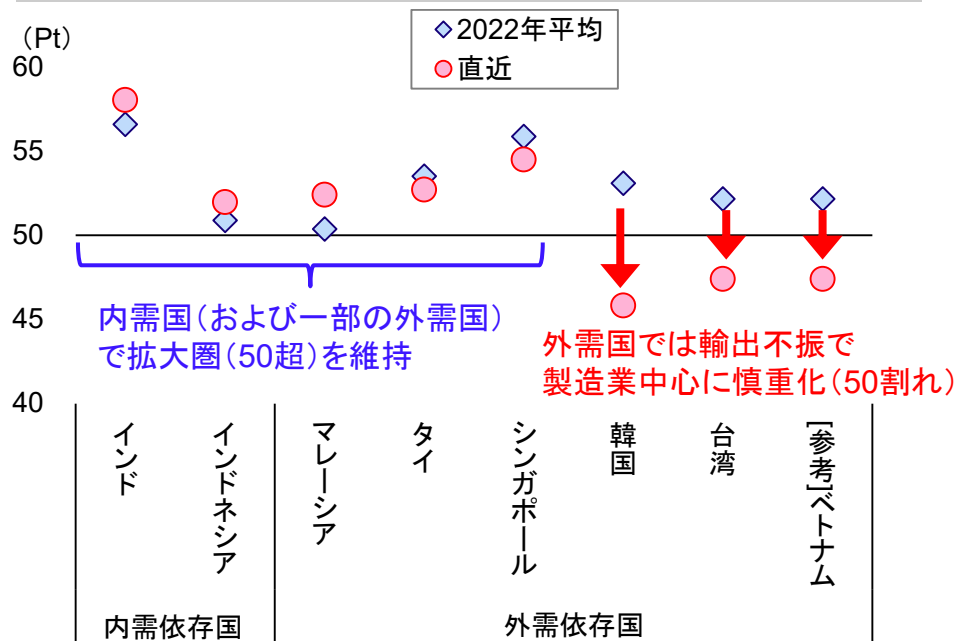 （Pt）
2022年平均
直近
60
55
50
45
40
内需国（および一部の外需国）
で拡大圏（50超）を維持
外需国では輸出不振で
製造業中心に慎重化（50割れ）
インド
インドネシア
マレーシア
タイ
シンガポール
韓国
台湾
[参考]ベトナム
内需依存国
外需依存国